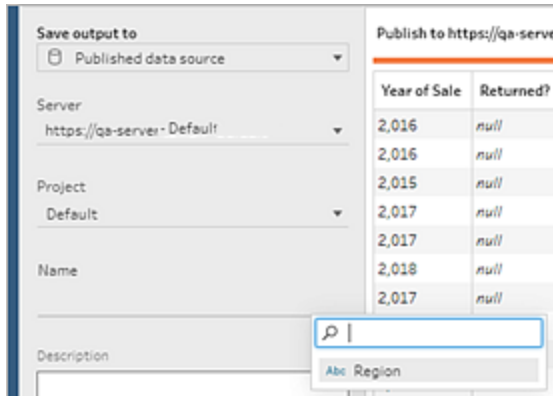 Save output to
Published data source
Server
https://qa-server - Default
Project
Default
Name
Description
Publish to https://qa-serve
Year of Sale Returned?
2,016 null
2,016 null
2,015 null
2,017 null
2,017 null
2,018 null
2,017 null
Abc Region